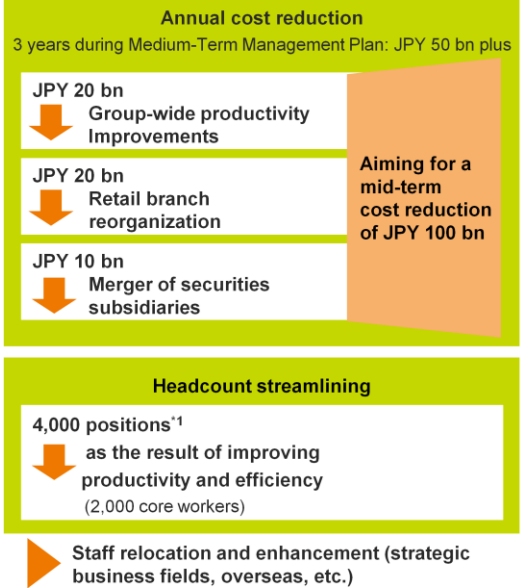 Annual cost reduction
3 years during Medium-Term Management Plan: JPY 50 bn plus
JPY 20 bn
Group-wide productivity
Improvements
JPY 20 bn
Retail branch
reorganization
JPY 10 bn
Merger of securities
subsidiaries
Aiming for a
mid-term
cost reduction
of JPY 100 bn
Headcount streamlining
4,000 positions*1
as the result of improving
productivity and efficiency
(2,000 core workers)
Staff relocation and enhancement (strategic
business fields, overseas, etc.)